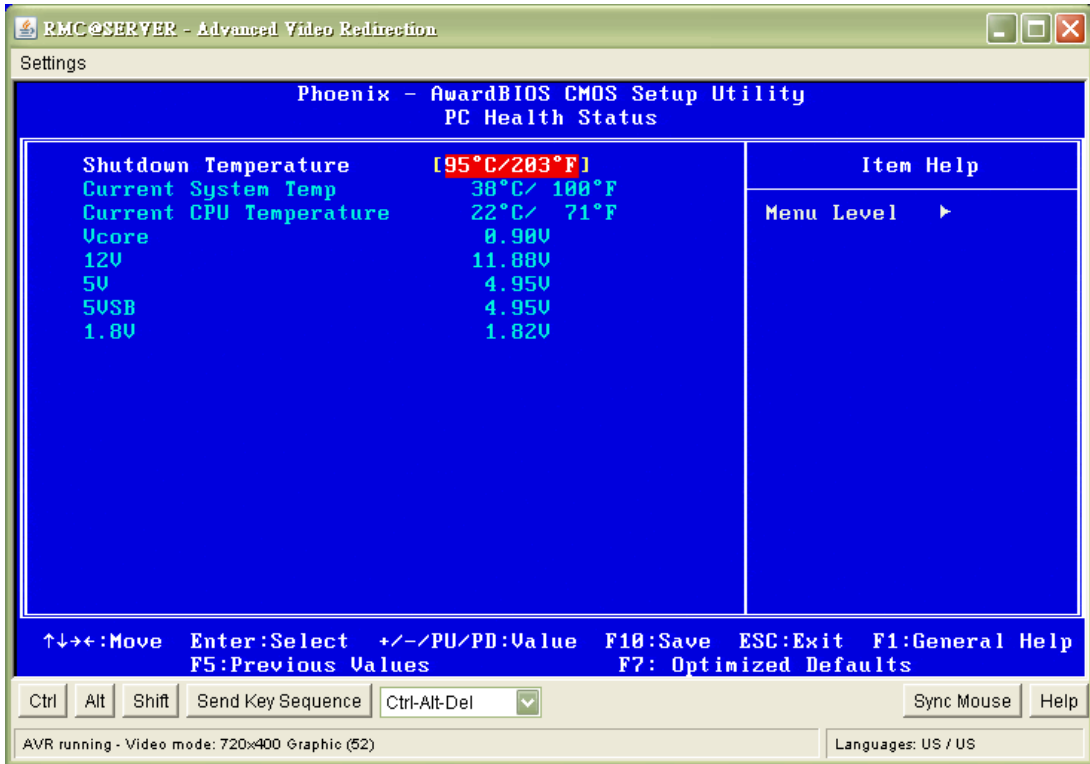 RMC@SERVER - Advanced Video Redirection
Settings
Phoenix - AwardBIOS CMOS Setup Utility
PC Health Status
Shutdown Temperature [95°C/203°F]
Current System Temp 38°C/ 100°F
Current CPU Temperature 22°C/ 71°F
Vcore 0.90V
12V 11.88V
5V 4.95V
5VSB 4.95V
1.8V 1.82V
Item Help
Menu Level ►
↑↓→←:Move Enter:Select +/-/PU/PD:Value F10:Save ESC:Exit F1:General Help
F5:Previous Values F7: Optimized Defaults
Ctrl Alt Shift Send Key Sequence Ctrl-Alt-Del Sync Mouse Help
AVR running - Video mode: 720x400 Graphic (52) Languages: US / US